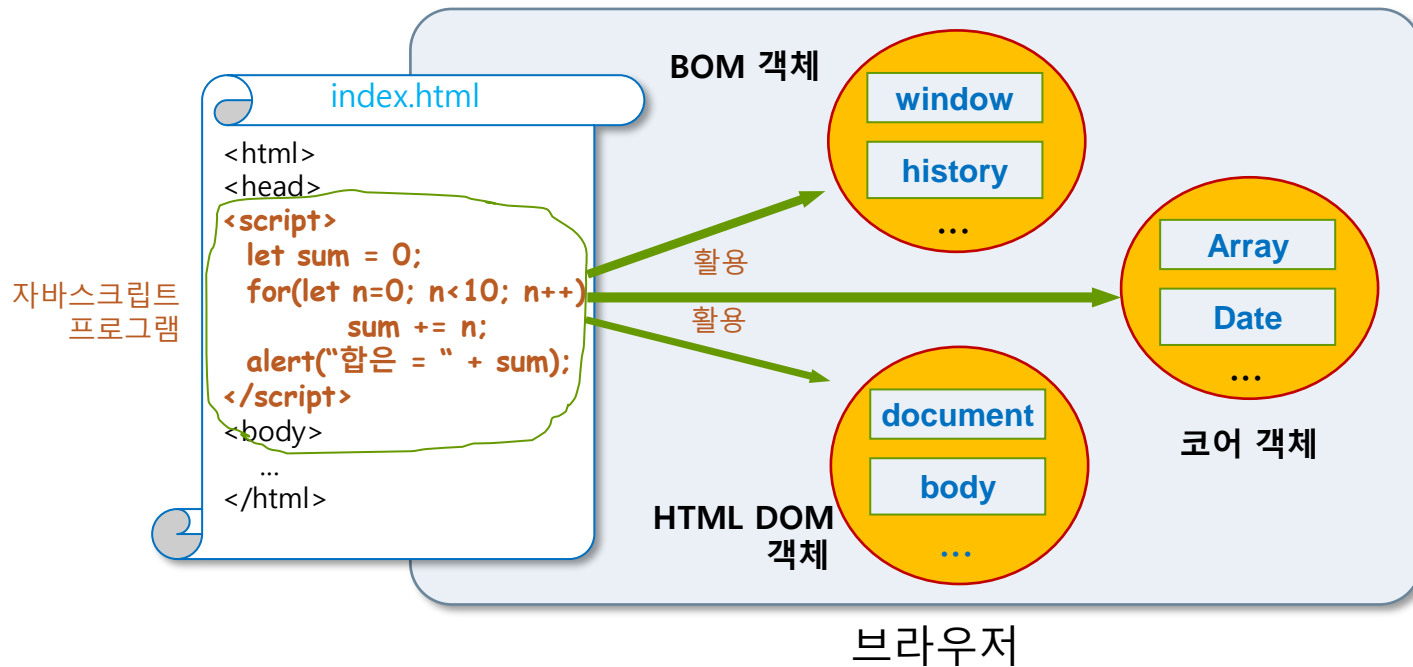 index.html
<html>
<head>
<script>
let sum = 0;
for(let n=0; n<10; n++)
sum += n;
alert(“합은 = “ + sum);
</script>
<body>
...
</html>
자바스크립트
프로그램
활용
활용
BOM 객체
window
history
...
Array
Date
...
코어 객체
document
body
...
HTML DOM
객체
브라우저